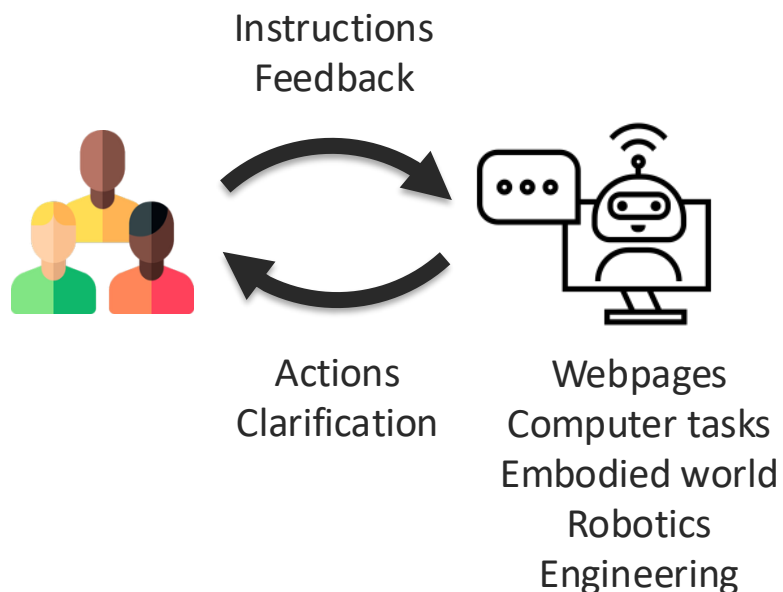 Instructions
Feedback
Actions
Clarification
Webpages
Computer tasks
Embodied world
Robotics
Engineering